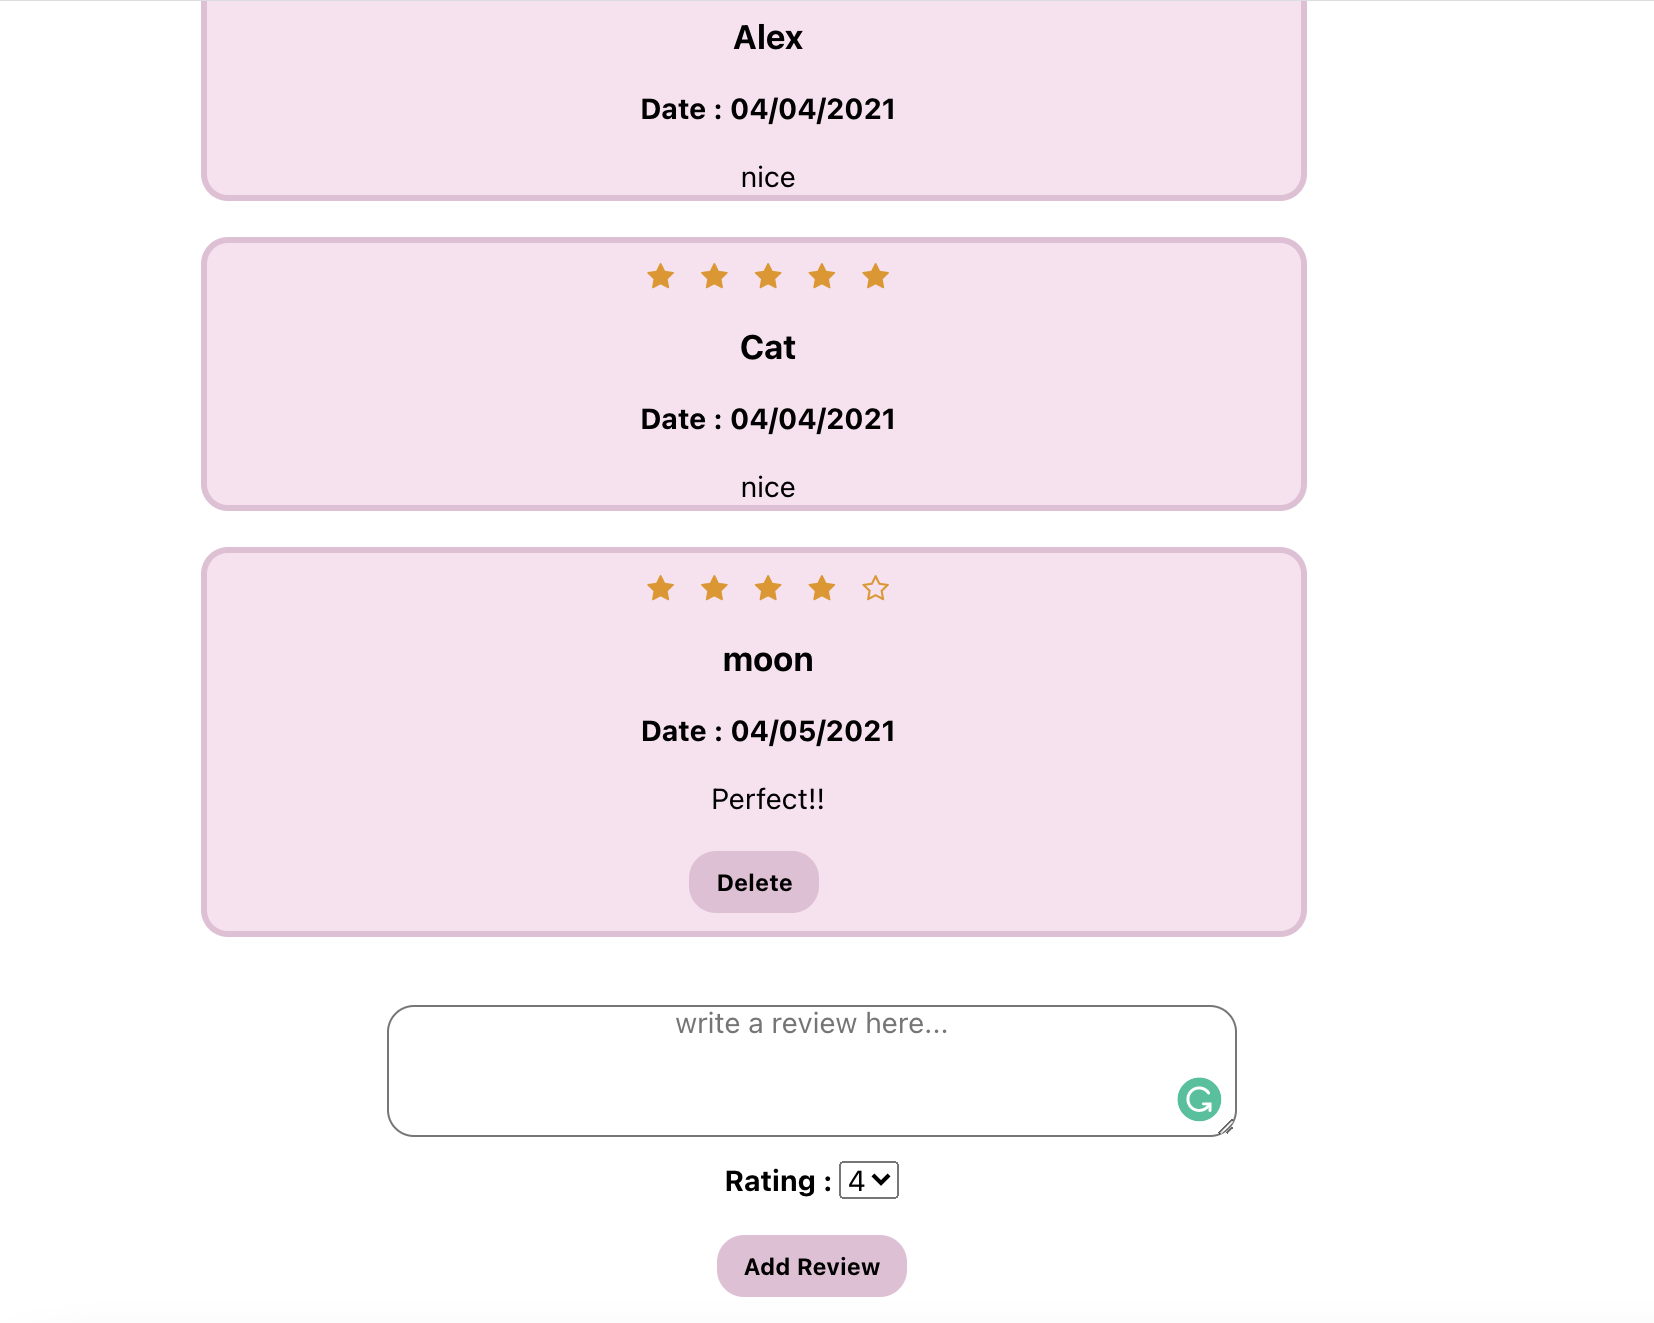 Alex
Date : 04/04/2021
nice
Cat
Date : 04/04/2021
nice
moon
Date : 04/05/2021
Perfect!!
Delete
write a review here...
Rating : 4
Add Review